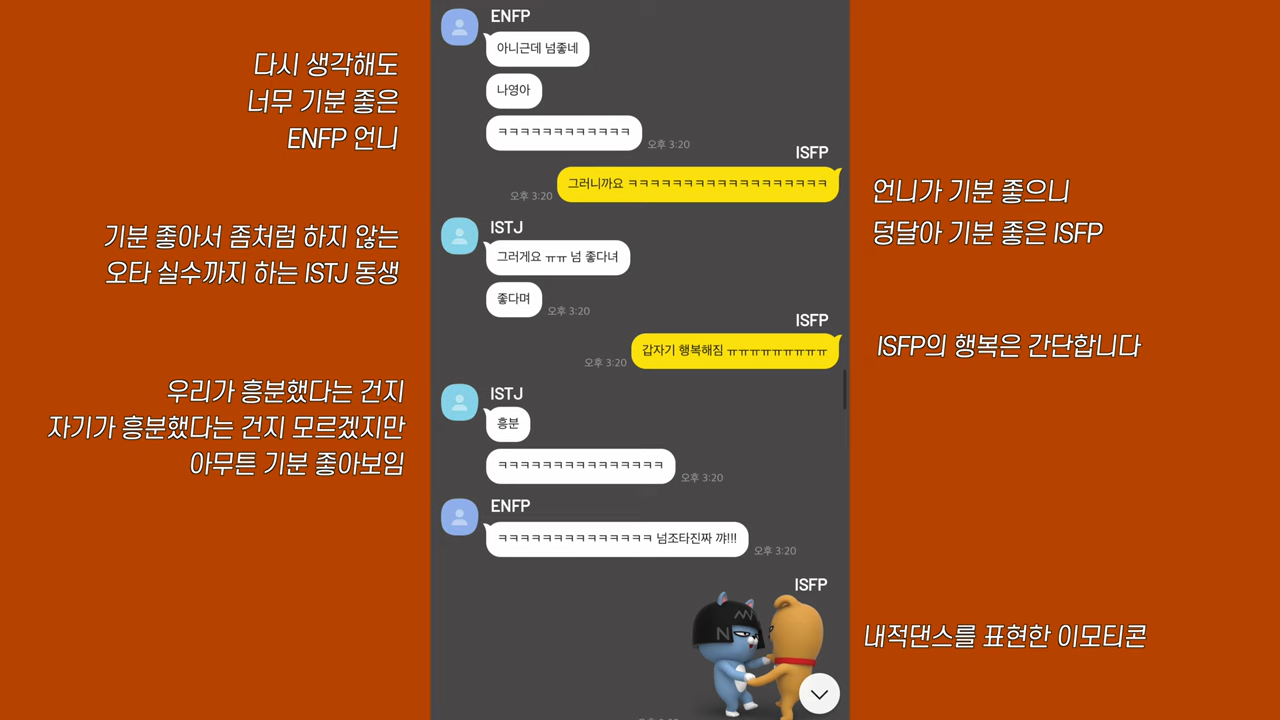 ENFP
아니근데 넘좋네
나영아
ㅋㅋㅋㅋㅋㅋㅋㅋㅋㅋㅋㅋ
오후 3:20
다시 생각해도
너무 기분 좋은
ENFP 언니
ISFP
그러니까요 ㅋㅋㅋㅋㅋㅋㅋㅋㅋㅋㅋㅋㅋㅋㅋㅋㅋㅋ
오후 3:20
언니가 기분 좋으니
덩달아 기분 좋은 ISFP
ISTJ
그러게요 ㅠㅠ 넘 좋다녀
좋다며
오후 3:20
기분 좋아서 좀처럼 하지 않는
오타 실수까지 하는 ISTJ 동생
ISFP
갑자기 행복해짐 ㅠㅠㅠㅠㅠㅠㅠㅠㅠ
오후 3:20
ISFP의 행복은 간단합니다
ISTJ
흥분
ㅋㅋㅋㅋㅋㅋㅋㅋㅋㅋㅋㅋㅋㅋㅋ
오후 3:20
우리가 흥분했다는 건지
자기가 흥분했다는 건지 모르겠지만
아무튼 기분 좋아보임
ENFP
ㅋㅋㅋㅋㅋㅋㅋㅋㅋㅋㅋㅋㅋㅋ 넘조타진짜 꺄!!!
오후 3:20
ISFP
N
내적댄스를 표현한 이모티콘